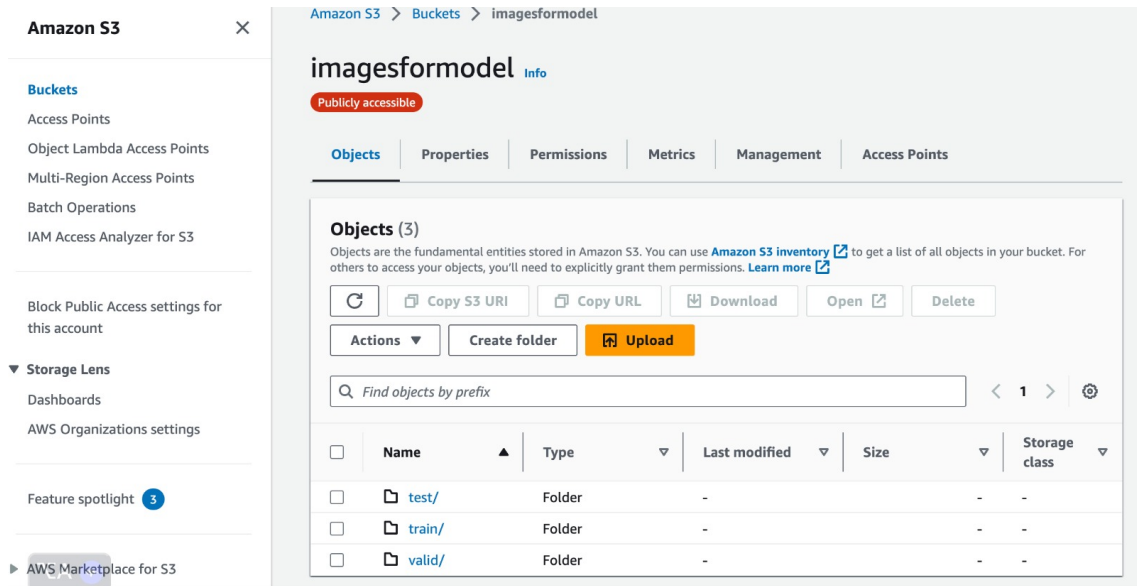 Amazon S3
Buckets
Access Points
Object Lambda Access Points
Multi-Region Access Points
Batch Operations
IAM Access Analyzer for S3
Block Public Access settings for
this account
Storage Lens
Dashboards
AWS Organizations settings
Feature spotlight 3
AWS Marketplace for S3
Amazon S3 > Buckets > imagesformodel
imagesformodel Info
Publicly accessible
Objects Properties Permissions Metrics Management Access Points
Objects (3)
Objects are the fundamental entities stored in Amazon S3. You can use Amazon S3 inventory to get a list of all objects in your bucket. For
others to access your objects, you'll need to explicitly grant them permissions. Learn more
Copy S3 URI Copy URL Download Open Delete
Actions Create folder Upload
Find objects by prefix 1
Name Type Last modified Size Storage
class
test/ Folder - - -
train/ Folder - - -
valid/ Folder - - -